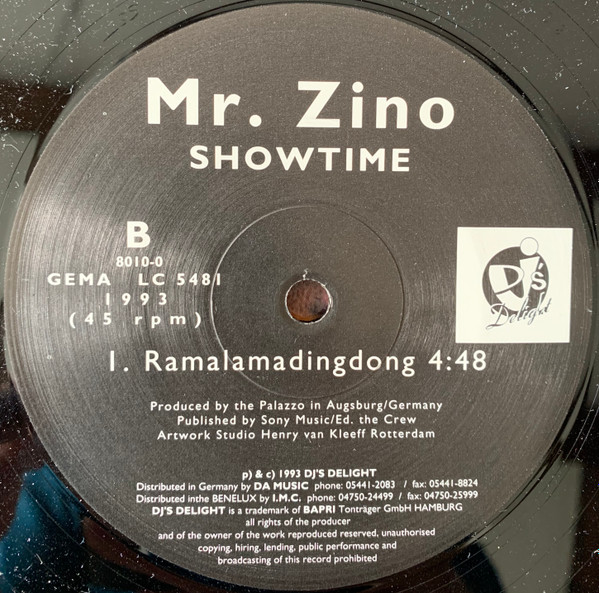 Mr. Zino
SHOWTIME
B
8010-0
GEMA LC 5481
1993
(45 rpm)
DJ's
Delight
1. Ramalamadingdong 4:48
Produced by the Palazzo in Augsburg/Germany
Published by Sony Music/Ed. the Crew
Artwork Studio Henry van Kleeff Rotterdam
p) & c) 1993 DJ'S DELIGHT
Distributed in Germany by DA MUSIC phone: 05441-2083 / fax: 05441-8824
Distributed inthe BENELUX by I.M.C. phone: 04750-24499 / fax: 04750-25999
DJ'S DELIGHT is a trademark of BAPRI Tonträger GmbH HAMBURG
all rights of the producer
and of the owner of the work reproduced reserved, unauthorised
copying, hiring, lending, public performance and
broadcasting of this record prohibited